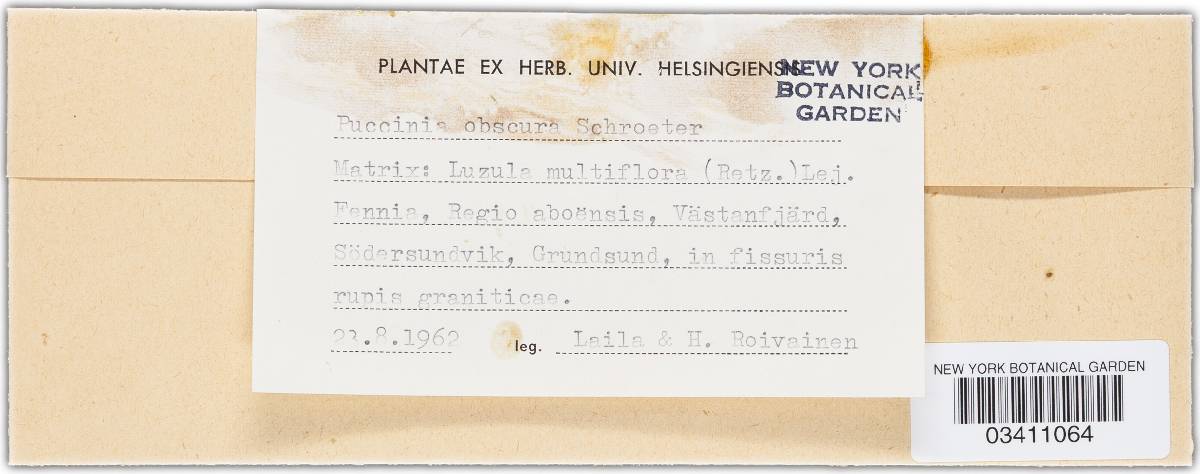 PLANTAE EX HERB. UNIV. HELSINGIENSIS
NEW YORK
BOTANICAL
GARDEN
Puccinia obscura Schroeter
Matrix: Luzula multiflora (Retz.)Lej.
Fennia, Regio aboënsis, Västanfjärd,
Södersundvik, Grundsund, in fissuris
rupis graniticae.
23.8.1962 leg. Laila & H. Roivainen
NEW YORK BOTANICAL GARDEN
03411064